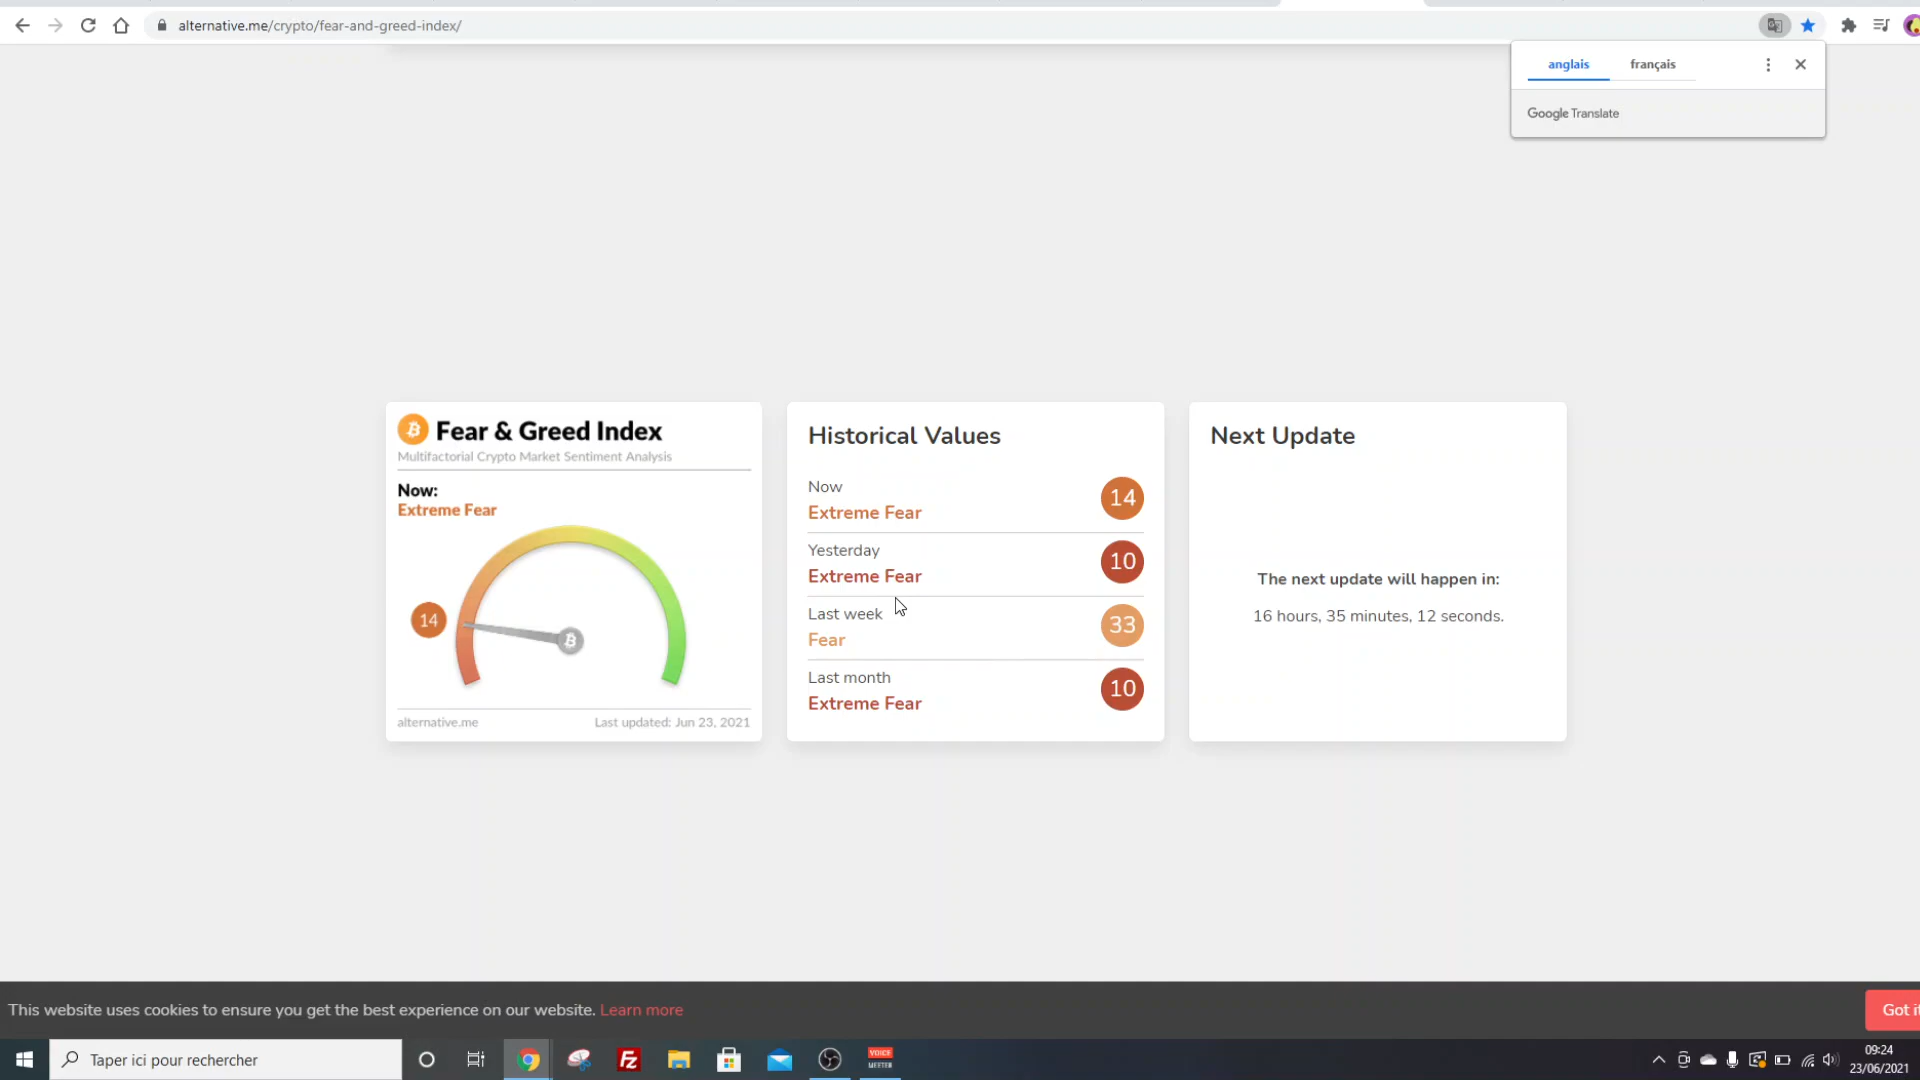 alternative.me/crypto/fear-and-greed-index/
anglais français
Google Translate
Fear & Greed Index
Multifactorial Crypto Market Sentiment Analysis
Now:
Extreme Fear
14
alternative.me Last updated: Jun 23, 2021
Historical Values
Now
Extreme Fear 14
Yesterday
Extreme Fear 10
Last week
Fear 33
Last month
Extreme Fear 10
Next Update
The next update will happen in:
16 hours, 35 minutes, 12 seconds.
This website uses cookies to ensure you get the best experience on our website. Learn more
Got it
Taper ici pour rechercher
VOICE
MEETER
09:24
23/06/2021